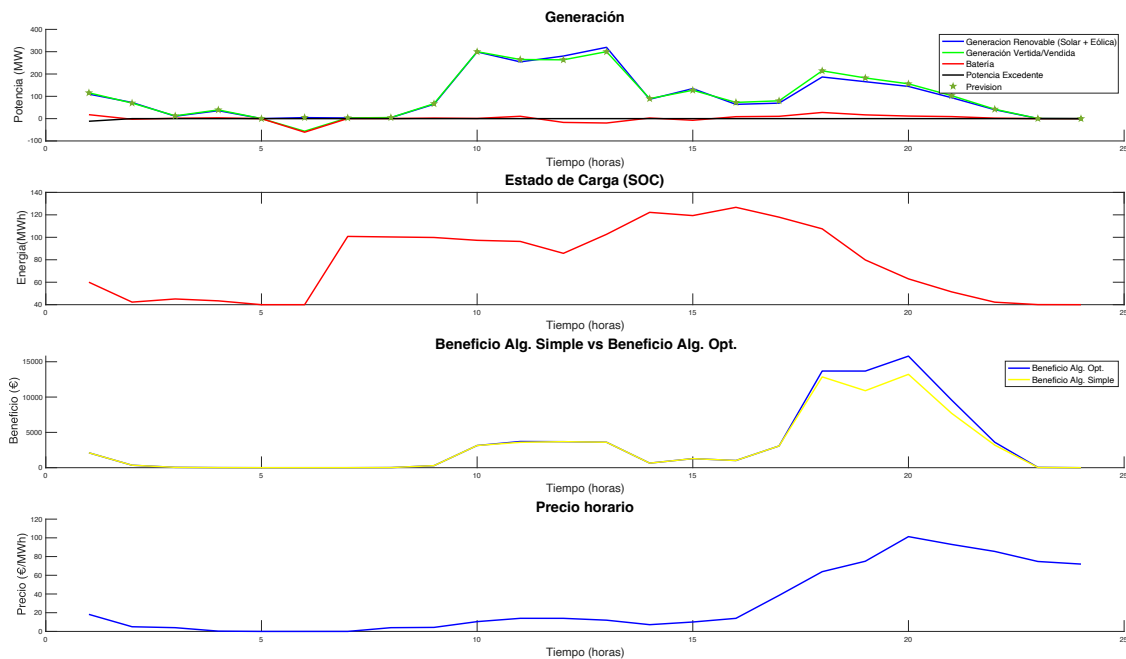 Generación
Potencia (MW)
400
300
200
100
0
-100
0
5
10
15
20
25
Tiempo (horas)
Generacion Renovable (Solar + Eólica)
Generación Vertida/Vendida
Batería
Potencia Excedente
Prevision
Estado de Carga (SOC)
Energia(MWh)
140
120
100
80
60
40
0
5
10
15
20
25
Tiempo (horas)
Beneficio Alg. Simple vs Beneficio Alg. Opt.
Beneficio (€)
15000
10000
5000
0
0
5
10
15
20
25
Tiempo (horas)
Beneficio Alg. Opt.
Beneficio Alg. Simple
Precio horario
Precio (€/MWh)
120
100
80
60
40
20
0
0
5
10
15
20
25
Tiempo (horas)